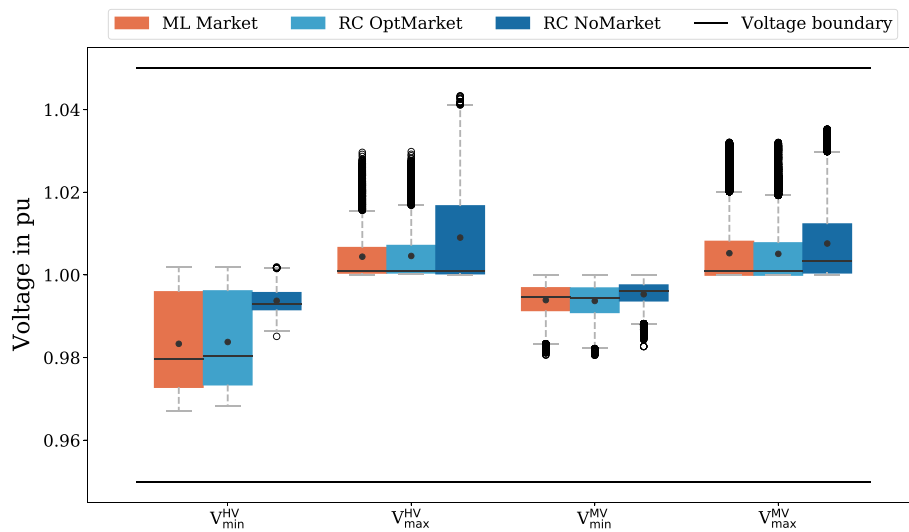 ML Market RC OptMarket RC NoMarket Voltage boundary
Voltage in pu
1.04
1.02
1.00
0.98
0.96
V^HV_min V^HV_max V^MV_min V^MV_max